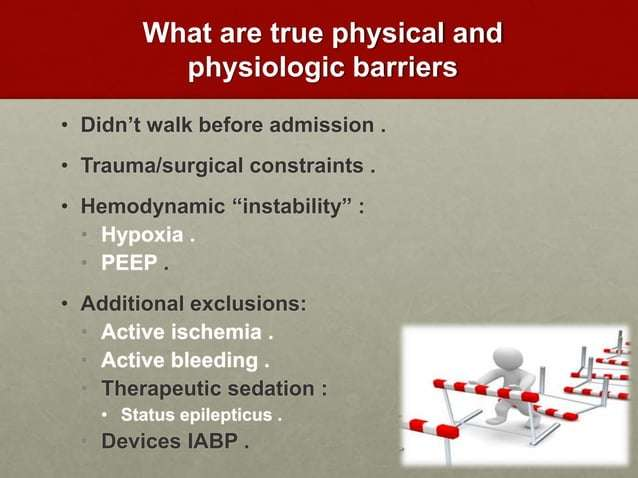 What are true physical and
physiologic barriers
• Didn’t walk before admission .
• Trauma/surgical constraints .
• Hemodynamic “instability” :
• Hypoxia .
• PEEP .
• Additional exclusions:
• Active ischemia .
• Active bleeding .
• Therapeutic sedation :
• Status epilepticus .
• Devices IABP .